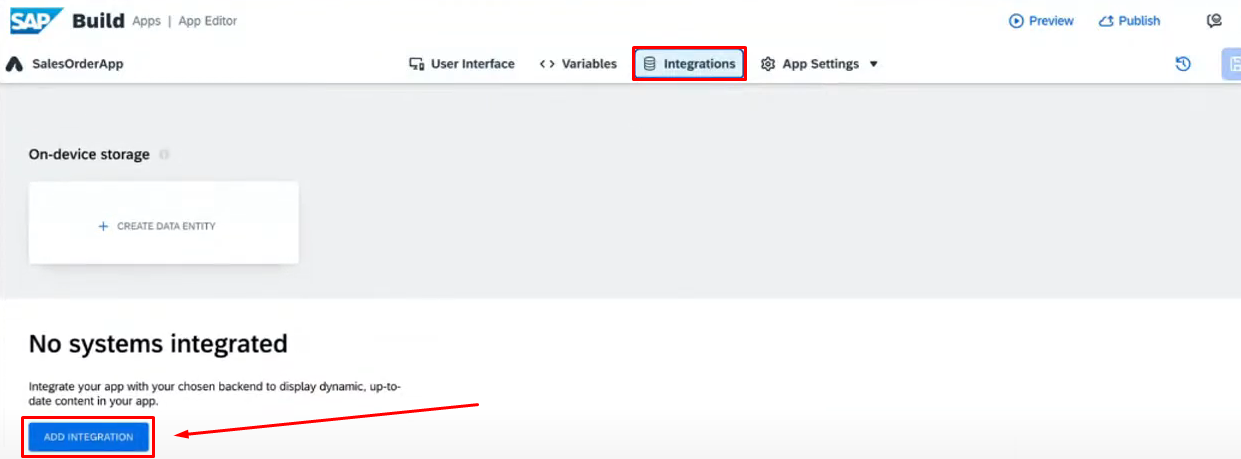 SAP Build Apps | App Editor
Preview
Publish
SalesOrderApp
User Interface
<> Variables
Integrations
App Settings
On-device storage
+ CREATE DATA ENTITY
No systems integrated
Integrate your app with your chosen backend to display dynamic, up-to-
date content in your app.
ADD INTEGRATION